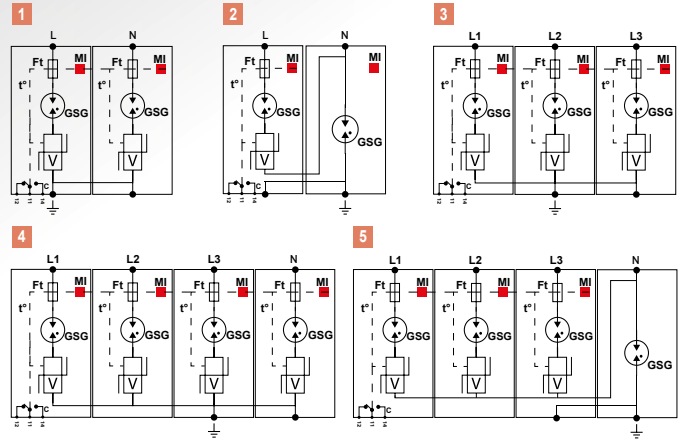 1
L N
Ft MI Ft MI
t° t°
GSG GSG
V V
C
12 11 14
2
L N
Ft MI MI
t°
GSG
GSG
V
C
12 11 14
3
L1 L2 L3
Ft MI Ft MI Ft MI
t° t° t°
GSG GSG GSG
V V V
C
12 11 14
4
L1 L2 L3 N
Ft MI Ft MI Ft MI Ft MI
t° t° t° t°
GSG GSG GSG GSG
V V V V
C
12 11 14
5
L1 L2 L3 N
Ft MI Ft MI Ft MI MI
t° t° t°
GSG GSG GSG
GSG
V V V
C
12 11 14